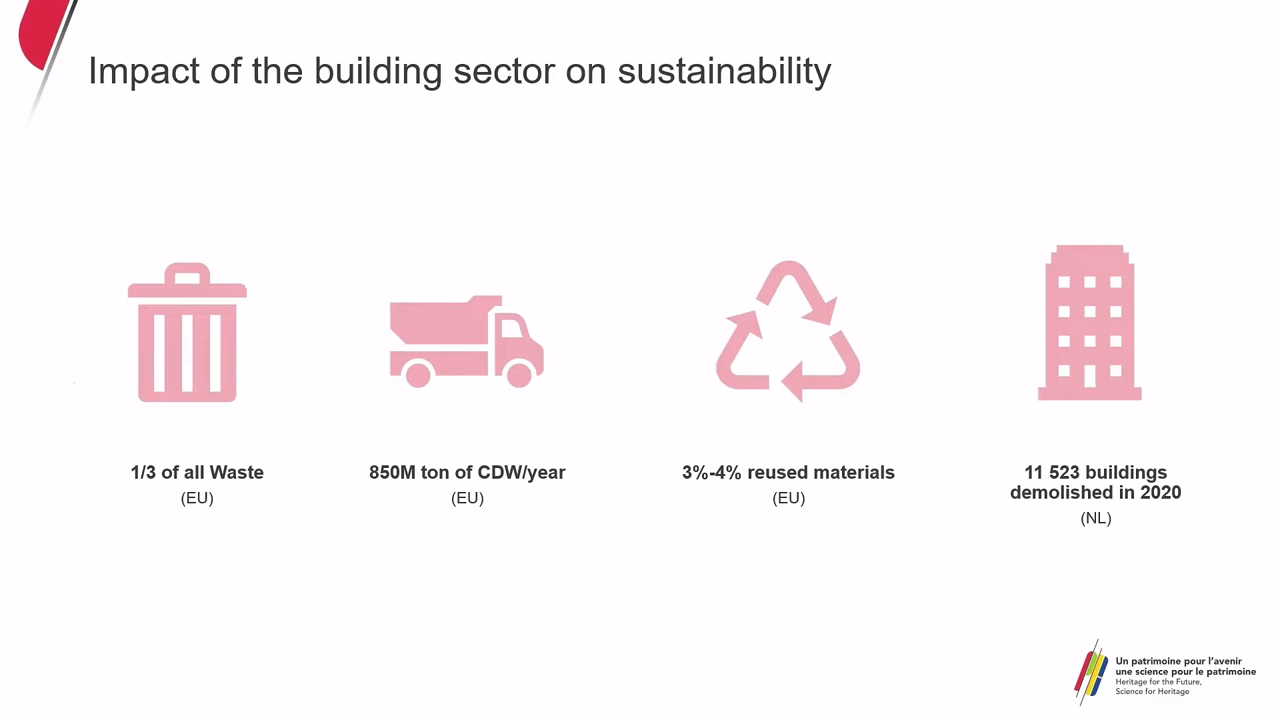 Impact of the building sector on sustainability
1/3 of all Waste
(EU)
850M ton of CDW/year
(EU)
3%-4% reused materials
(EU)
11 523 buildings
demolished in 2020
(NL)
Un patrimoine pour l'avenir
une science pour le patrimoine
Heritage for the Future,
Science for Heritage